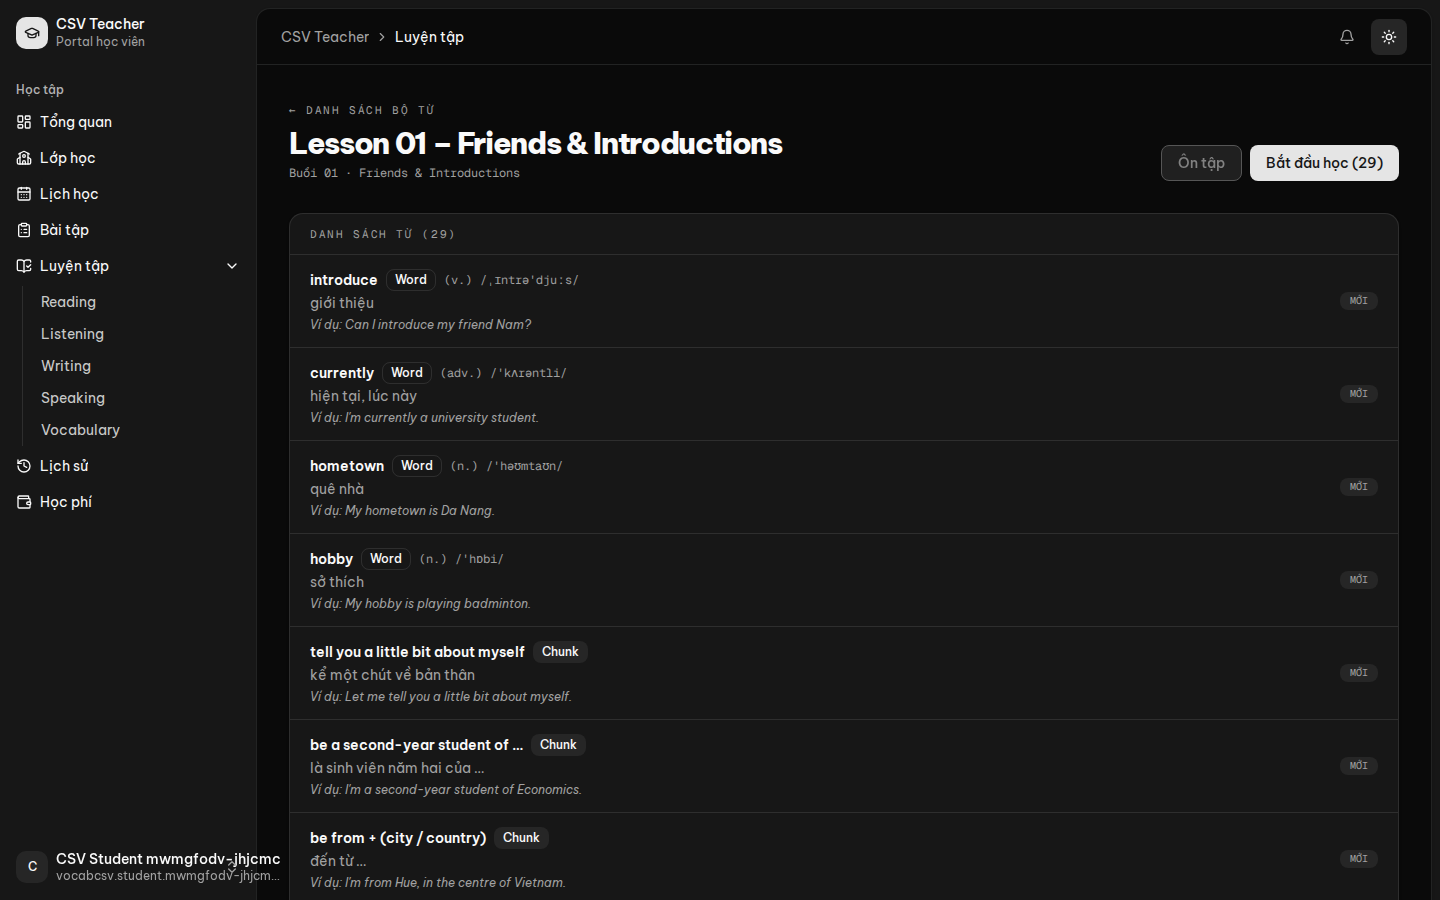 CSV Teacher
Portal học viên
Học tập
Tổng quan
Lớp học
Lịch học
Bài tập
Luyện tập
Reading
Listening
Writing
Speaking
Vocabulary
Lịch sử
Học phí
C
CSV Student mwmgfodv-jhjcmc
vocabcsv.student.mwmgfodv-jhjcm...
CSV Teacher > Luyện tập
← DANH SÁCH BỘ TỪ
Lesson 01 – Friends & Introductions
Buổi 01 · Friends & Introductions
Ôn tập
Bắt đầu học (29)
DANH SÁCH TỪ (29)
introduce Word (v.) /ˌɪntrəˈdjuːs/
giới thiệu
Ví dụ: Can I introduce my friend Nam?
MỚI
currently Word (adv.) /ˈkʌrəntli/
hiện tại, lúc này
Ví dụ: I'm currently a university student.
MỚI
hometown Word (n.) /ˈhəʊmtaʊn/
quê nhà
Ví dụ: My hometown is Da Nang.
MỚI
hobby Word (n.) /ˈhɒbi/
sở thích
Ví dụ: My hobby is playing badminton.
MỚI
tell you a little bit about myself Chunk
kể một chút về bản thân
Ví dụ: Let me tell you a little bit about myself.
MỚI
be a second-year student of ... Chunk
là sinh viên năm hai của ...
Ví dụ: I'm a second-year student of Economics.
MỚI
be from + (city / country) Chunk
đến từ ...
Ví dụ: I'm from Hue, in the centre of Vietnam.
MỚI